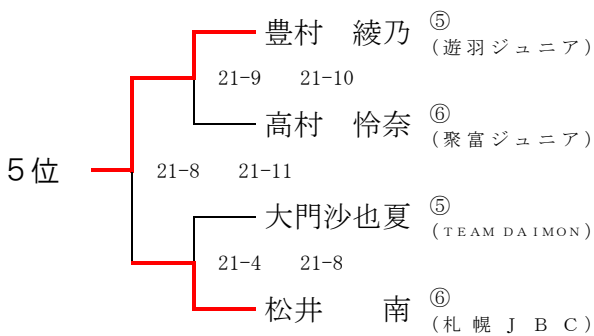 豊村　綾乃 ⑤
(遊羽ジュニア)
21-9 21-10
高村　怜奈 ⑥
(聚富ジュニア)
5位 21-8 21-11
大門沙也夏 ⑤
(TEAM DAIMON)
21-4 21-8
松井　　南 ⑥
(札幌JBC)